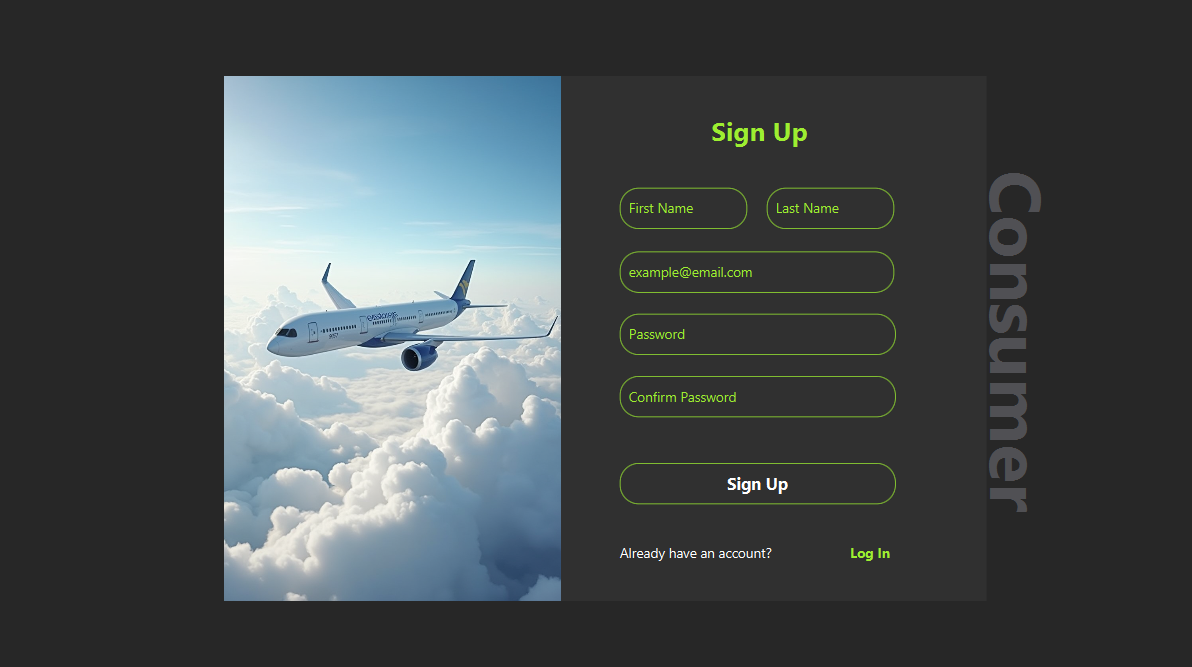 Sign Up
First Name
Last Name
example@email.com
Password
Confirm Password
Sign Up
Already have an account?
Log In
Consumer